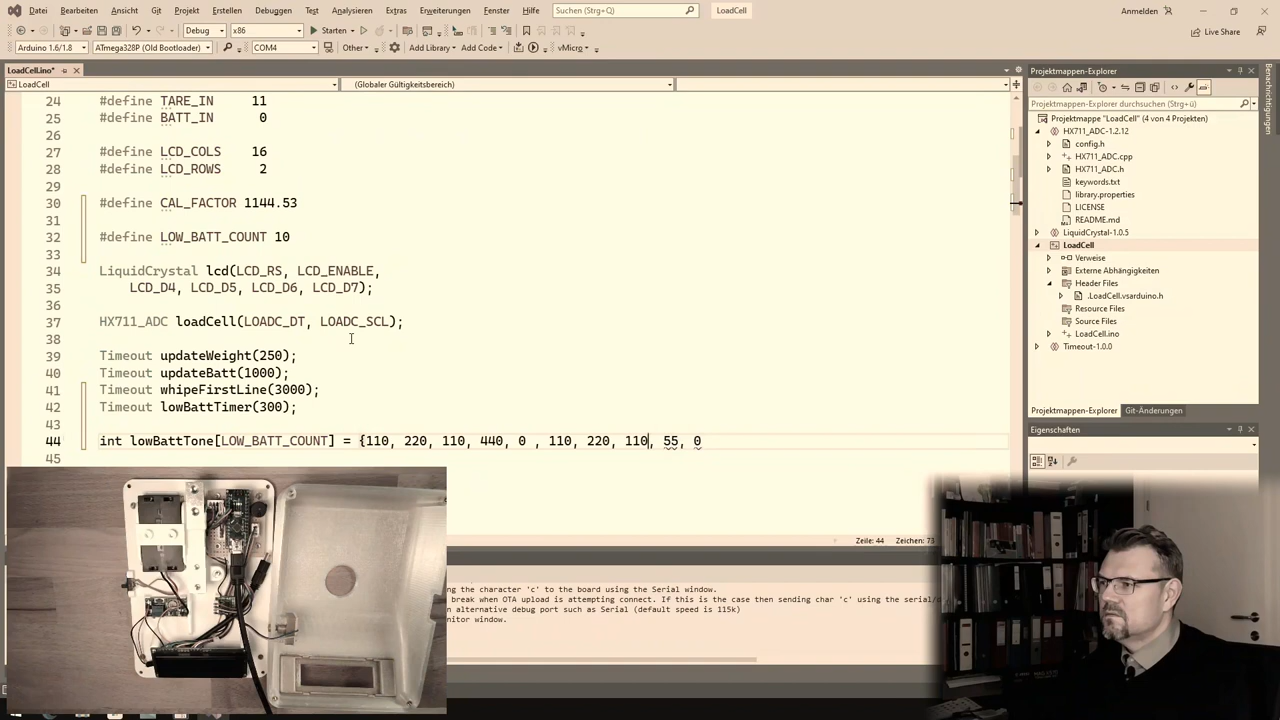 Datei Bearbeiten Ansicht Git Projekt Erstellen Debuggen Test Analysieren Extras Erweiterungen Fenster Hilfe Suchen (Strg+Q) LoadCell Anmelden
Debug x86 Starten Live Share
Arduino 1.6/1.8 ATmega328P (Old Bootloader) COM4 Other Add Library Add Code vMicro
LoadCell.ino*
LoadCell (Globaler Gültigkeitsbereich)
24 #define TARE_IN 11
25 #define BATT_IN 0
26
27 #define LCD_COLS 16
28 #define LCD_ROWS 2
29
30 #define CAL_FACTOR 1144.53
31
32 #define LOW_BATT_COUNT 10
33
34 LiquidCrystal lcd(LCD_RS, LCD_ENABLE,
35 LCD_D4, LCD_D5, LCD_D6, LCD_D7);
36
37 HX711_ADC loadCell(LOADC_DT, LOADC_SCL);
38
39 Timeout updateWeight(250);
40 Timeout updateBatt(1000);
41 Timeout whipeFirstLine(3000);
42 Timeout lowBattTimer(300);
43
44 int lowBattTone[LOW_BATT_COUNT] = {110, 220, 110, 440, 0 , 110, 220, 110, 55, 0
45
Zeile: 44 Zeichen: 73
ing the character 'c' to the board using the Serial window.
break when OTA upload is attempting connect. If this is the case then sending char 'c' using the serial/
n alternative debug port such as Serial (default speed is 115k)
nitor window.
Projektmappen-Explorer
Projektmappen-Explorer durchsuchen (Strg+ü)
Projektmappe "LoadCell" (4 von 4 Projekten)
HX711_ADC-1.2.12
config.h
HX711_ADC.cpp
HX711_ADC.h
keywords.txt
library.properties
LICENSE
README.md
LiquidCrystal-1.0.5
LoadCell
Verweise
Externe Abhängigkeiten
Header Files
.LoadCell.vsarduino.h
Resource Files
Source Files
LoadCell.ino
Timeout-1.0.0
Projektmappen-Explorer Git-Änderungen
Eigenschaften
Benachrichtigungen